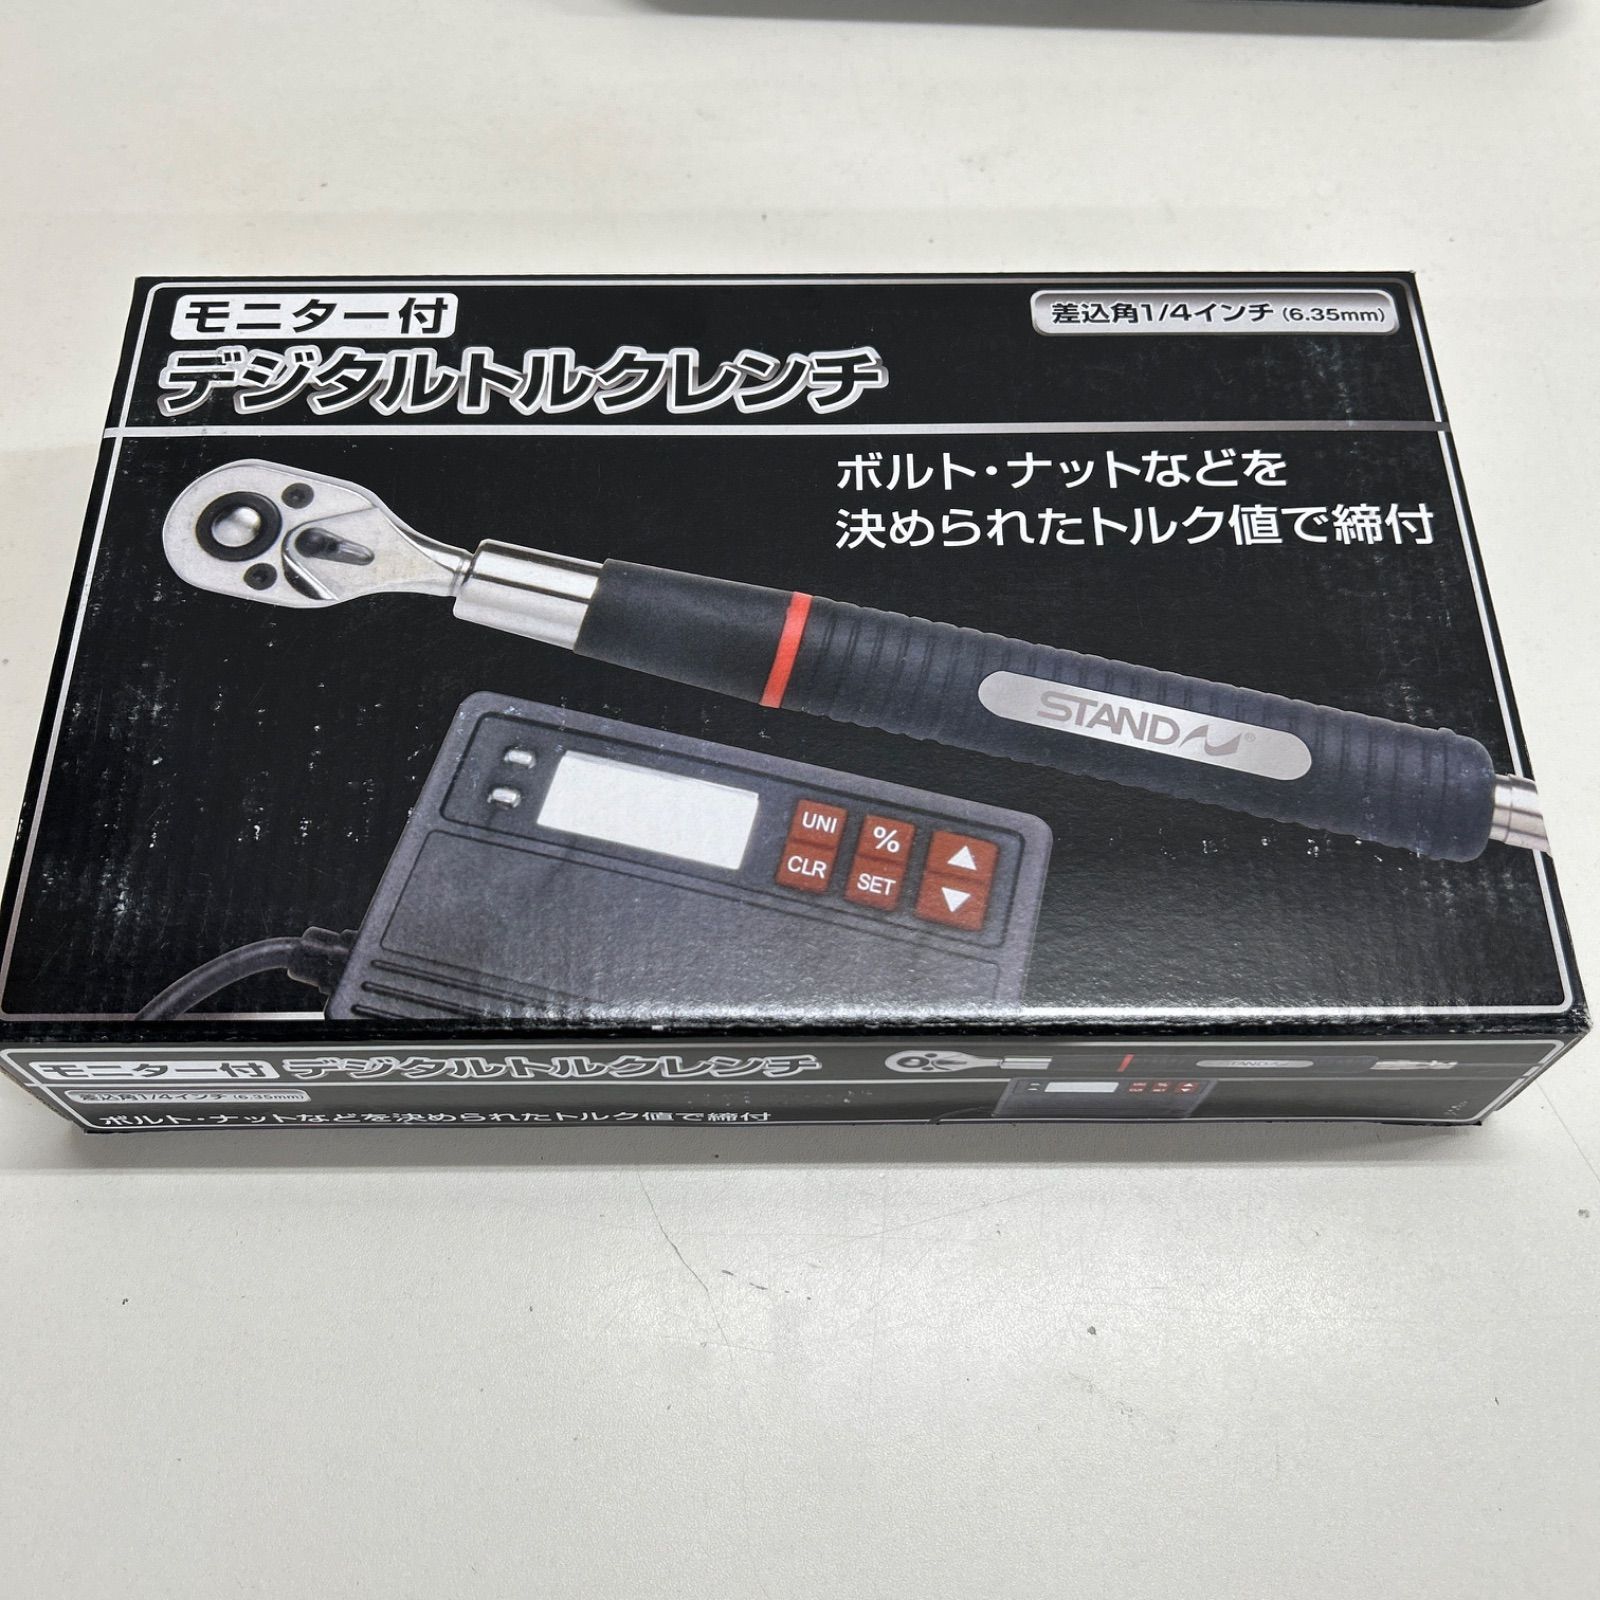 モニター付
差込角1/4インチ(6.35mm)
デジタルトルクレンチ
ボルト・ナットなどを
決められたトルク値で締付
STAND ®
UNI % ▲
CLR SET ▼
モニター付 デジタルトルクレンチ
差込角1/4インチ(6.35mm)
ボルト・ナットなどを決められたトルク値で締付
STAND